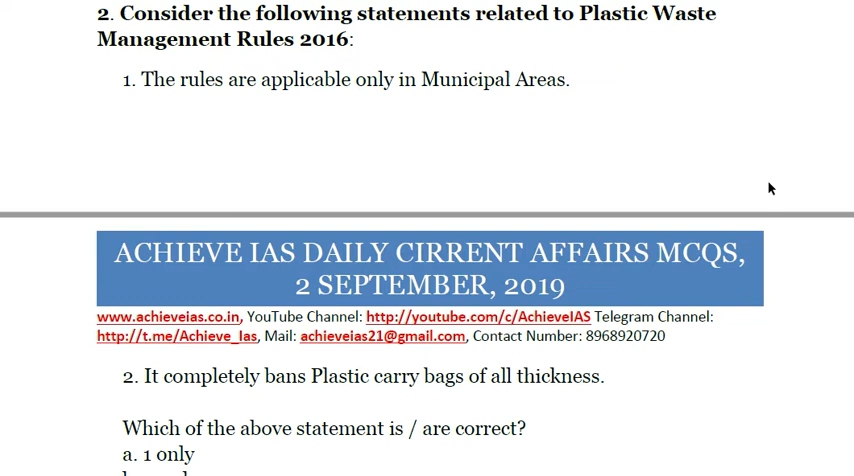 2. Consider the following statements related to Plastic Waste
Management Rules 2016:
1. The rules are applicable only in Municipal Areas.
ACHIEVE IAS DAILY CIRRENT AFFAIRS MCQS,
2 SEPTEMBER, 2019
www.achieveias.co.in, YouTube Channel: http://youtube.com/c/AchieveIAS Telegram Channel:
http://t.me/Achieve_Ias, Mail: achieveias21@gmail.com, Contact Number: 8968920720
2. It completely bans Plastic carry bags of all thickness.
Which of the above statement is / are correct?
a. 1 only